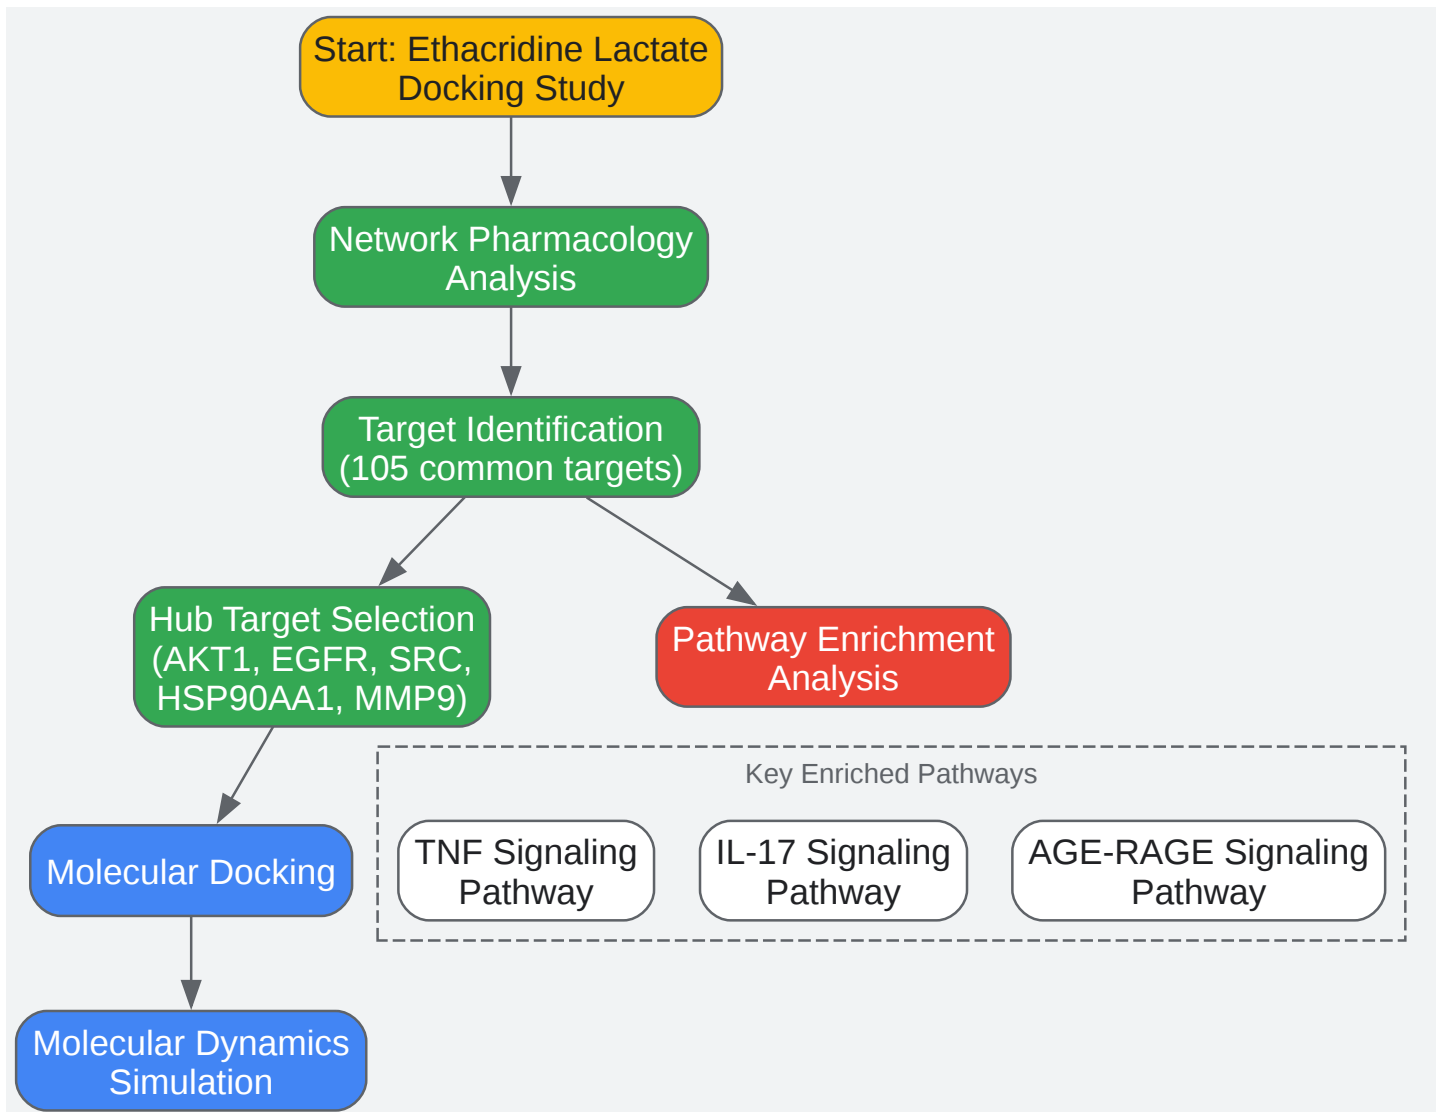 Start: Ethacridine Lactate
Docking Study
Network Pharmacology
Analysis
Target Identification
(105 common targets)
Hub Target Selection
(AKT1, EGFR, SRC,
HSP90AA1, MMP9)
Pathway Enrichment
Analysis
Key Enriched Pathways
TNF Signaling
Pathway
IL-17 Signaling
Pathway
AGE-RAGE Signaling
Pathway
Molecular Docking
Molecular Dynamics
Simulation